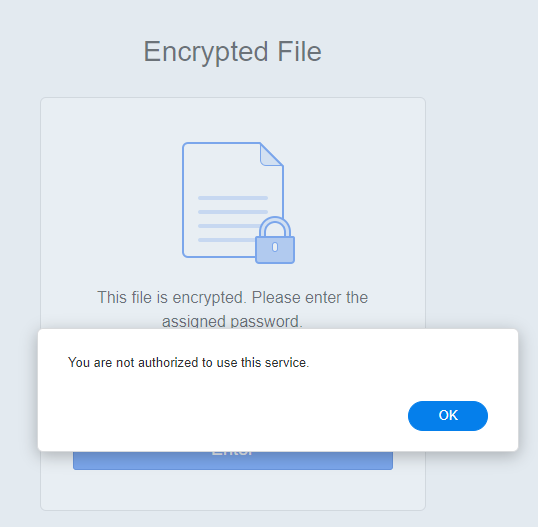 Encrypted File
This file is encrypted. Please enter the
assigned password.
You are not authorized to use this service.
OK
Enter